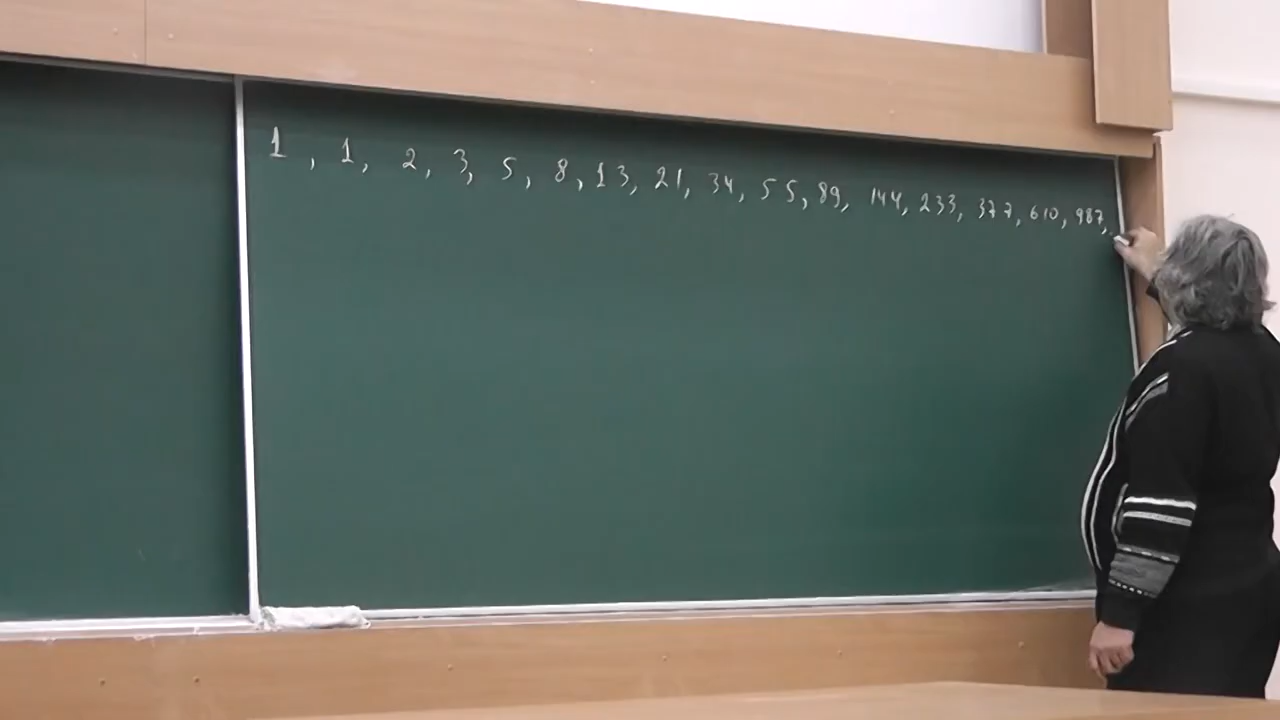 1, 1, 2, 3, 5, 8, 13, 21, 34, 55, 89, 144, 233, 377, 610, 987, .